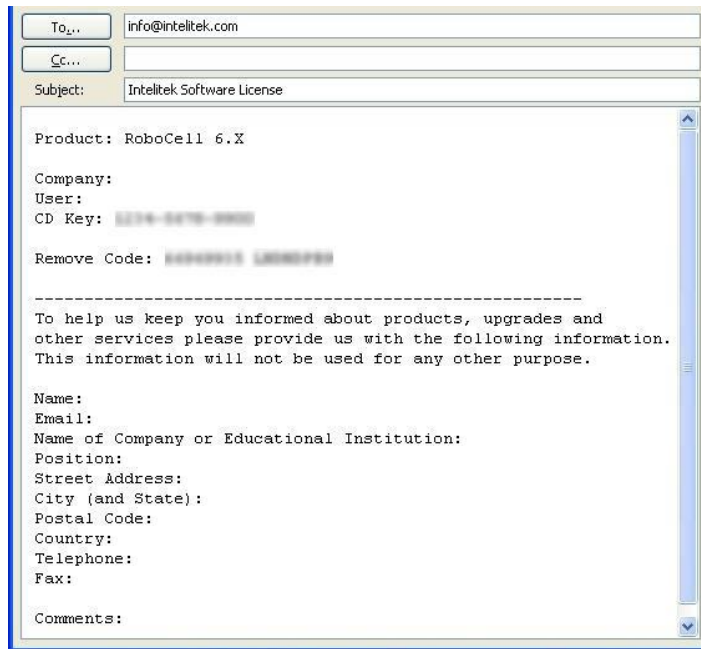 To...
info@intelitek.com
Cc...
Subject:
Intelitek Software License
Product: RoboCell 6.X
Company:
User:
CD Key:
Remove Code:
-------------------------------------------------------
To help us keep you informed about products, upgrades and
other services please provide us with the following information.
This information will not be used for any other purpose.
Name:
Email:
Name of Company or Educational Institution:
Position:
Street Address:
City (and State):
Postal Code:
Country:
Telephone:
Fax:
Comments: